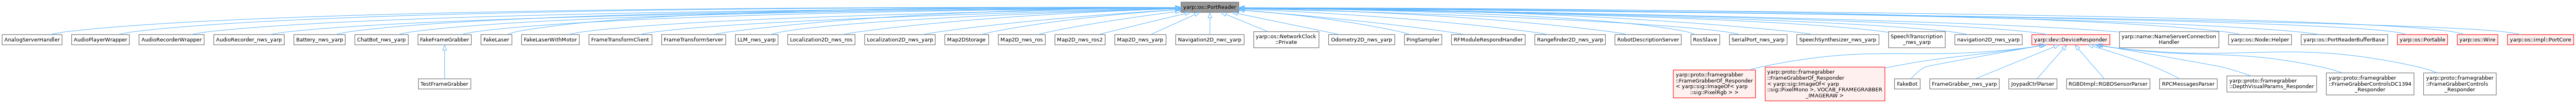 yarp::os::PortReader
AnalogServerHandler
AudioPlayerWrapper
AudioRecorderWrapper
AudioRecorder_nws_yarp
Battery_nws_yarp
ChatBot_nws_yarp
FakeFrameGrabber
FakeLaser
FakeLaserWithMotor
FrameTransformClient
FrameTransformServer
LLM_nws_yarp
Localization2D_nws_ros
Localization2D_nws_yarp
Map2DStorage
Map2D_nws_ros
Map2D_nws_ros2
Map2D_nws_yarp
Navigation2D_nwc_yarp
yarp::os::NetworkClock
::Private
Odometry2D_nws_yarp
PingSampler
RFModuleRespondHandler
Rangefinder2D_nws_yarp
RobotDescriptionServer
RosSlave
SerialPort_nws_yarp
SpeechSynthesizer_nws_yarp
SpeechTranscription
_nws_yarp
navigation2D_nws_yarp
yarp::dev::DeviceResponder
yarp::name::NameServerConnection
Handler
yarp::os::Node::Helper
yarp::os::PortReaderBufferBase
yarp::os::Portable
yarp::os::Wire
yarp::os::impl::PortCore
TestFrameGrabber
yarp::proto::framegrabber
::FrameGrabberOf_Responder
< yarp::sig::ImageOf< yarp
::sig::PixelRgb > >
yarp::proto::framegrabber
::FrameGrabberOf_Responder
< yarp::sig::ImageOf< yarp
::sig::PixelMono >, VOCAB_FRAMEGRABBER
_IMAGERAW >
FakeBot
FrameGrabber_nws_yarp
JoypadCtrlParser
RGBDImpl::RGBDSensorParser
RPCMessagesParser
yarp::proto::framegrabber
::DepthVisualParams_Responder
yarp::proto::framegrabber
::FrameGrabberControlsDC1394
_Responder
yarp::proto::framegrabber
::FrameGrabberControls
_Responder